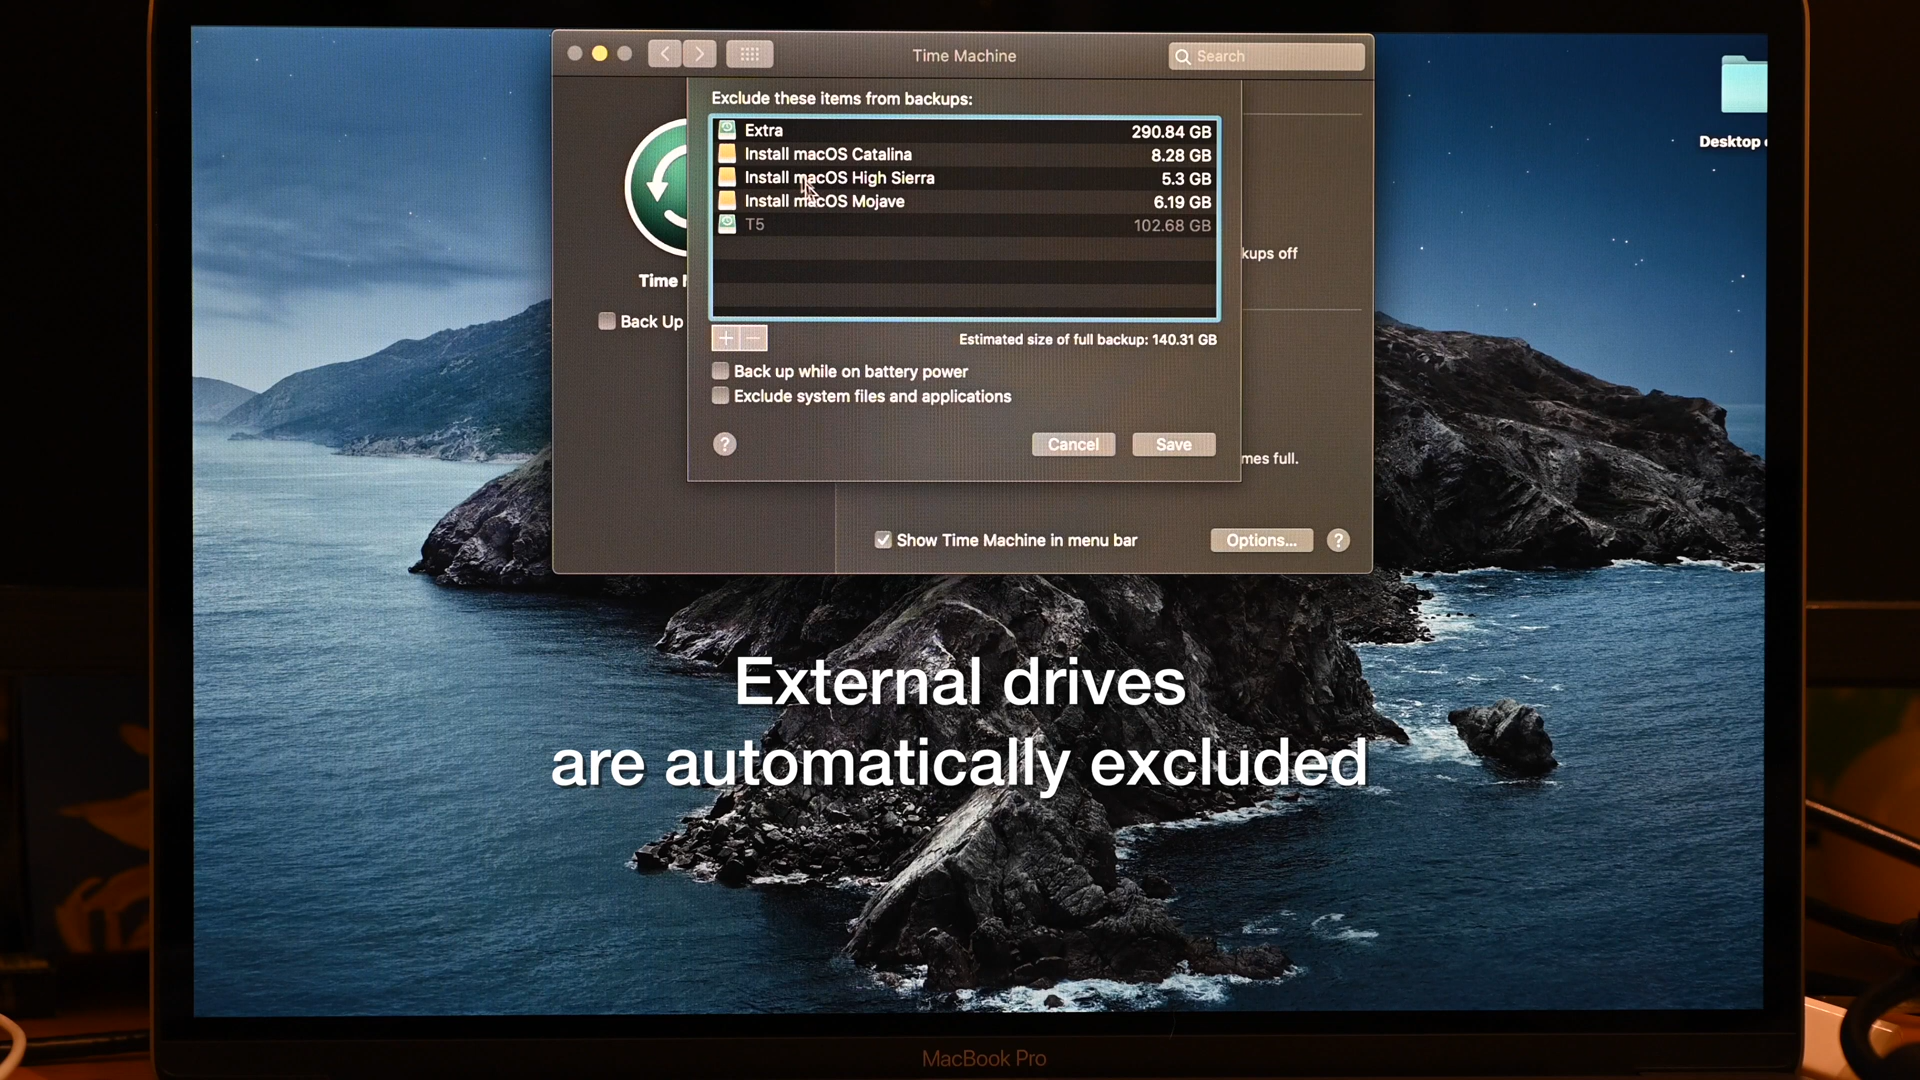 Time Machine
Search
Exclude these items from backups:
Extra 290.84 GB
Install macOS Catalina 8.28 GB
Install macOS High Sierra 5.3 GB
Install macOS Mojave 6.19 GB
T5 102.68 GB
Estimated size of full backup: 140.31 GB
Back up while on battery power
Exclude system files and applications
? Cancel Save
Time
Back Up
kups off
mes full.
Show Time Machine in menu bar
Options... ?
Desktop
External drives
are automatically excluded
MacBook Pro